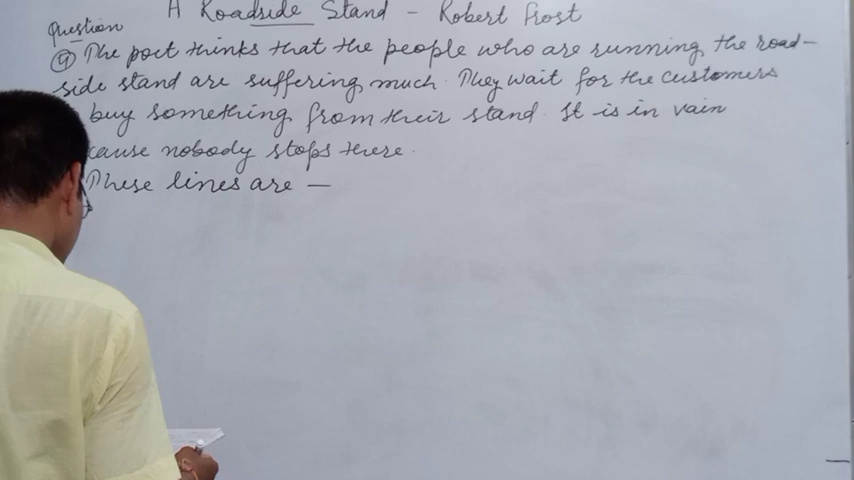 A Roadside Stand - Robert Frost
Question
④ The poet thinks that the people who are running the road-
side stand are suffering much. They wait for the customers
buy something from their stand. It is in vain
cause nobody stops there.
These lines are —